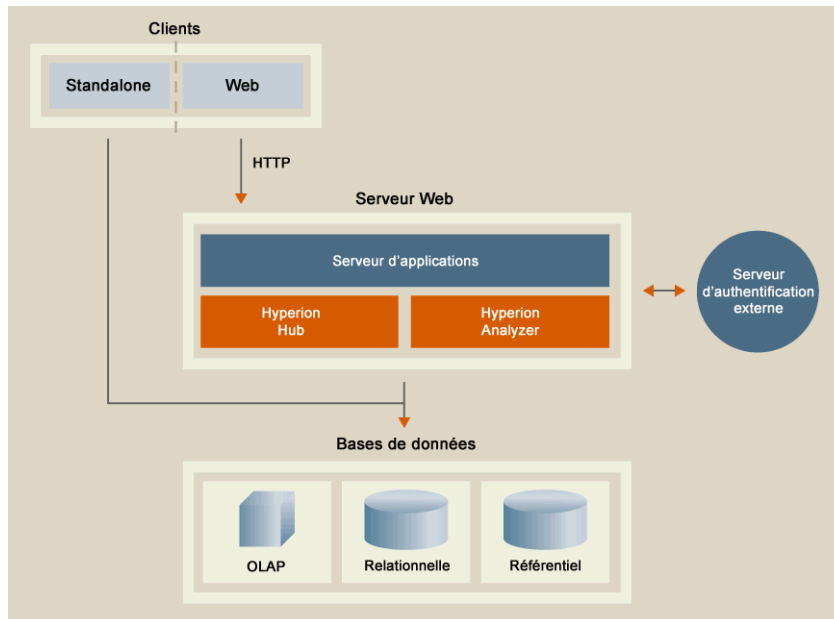 Clients
Standalone
Web
HTTP
Serveur Web
Serveur d'applications
Hyperion
Hub
Hyperion
Analyzer
Serveur
d'authentification
externe
Bases de données
OLAP
Relationnelle
Référentiel